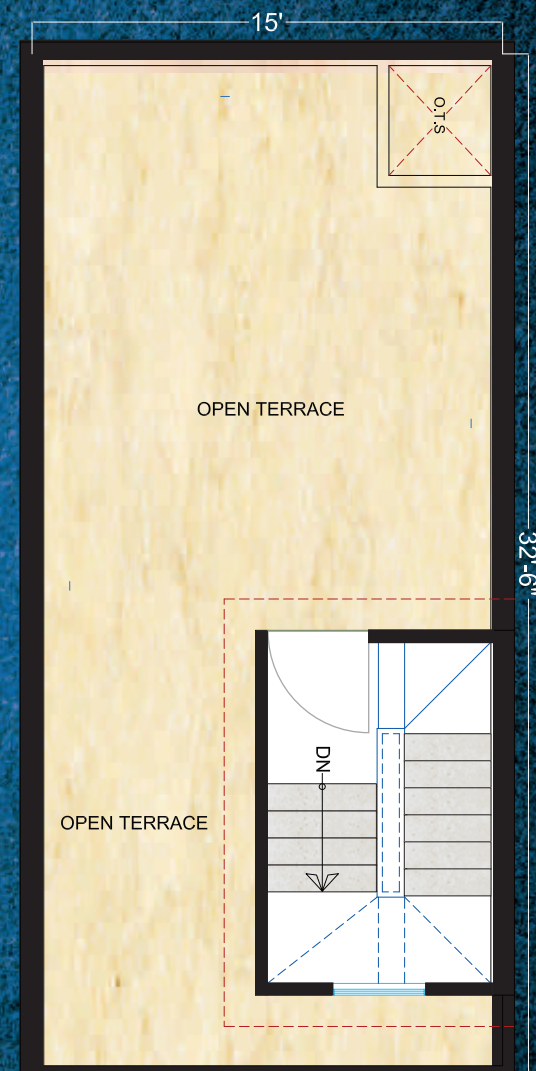 15'
O.T.S
OPEN TERRACE
32'-6"
DN
OPEN TERRACE